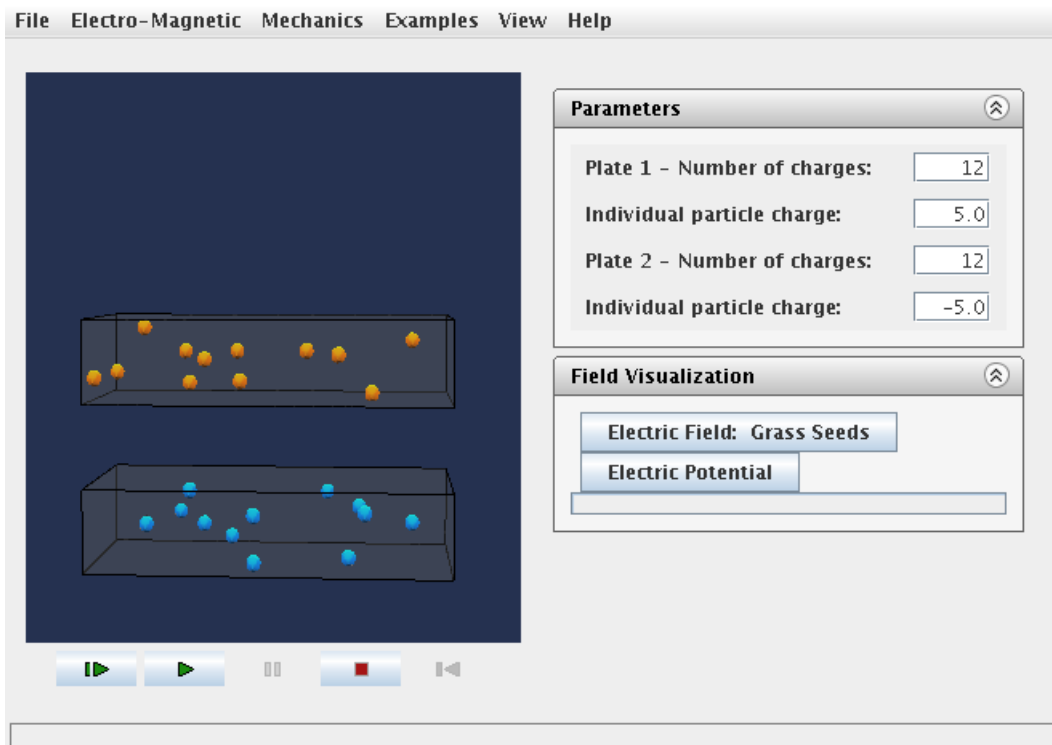 File Electro-Magnetic Mechanics Examples View Help
Parameters
Plate 1 - Number of charges: 12
Individual particle charge: 5.0
Plate 2 - Number of charges: 12
Individual particle charge: -5.0
Field Visualization
Electric Field: Grass Seeds
Electric Potential